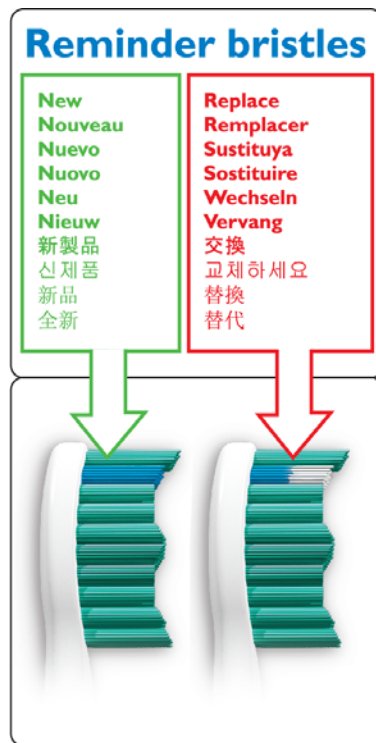 Reminder bristles
New
Nouveau
Nuevo
Nuovo
Neu
Nieuw
新製品
신제품
新品
全新
Replace
Remplacer
Sustituya
Sostituire
Wechseln
Vervang
交換
교체하세요
替換
替代